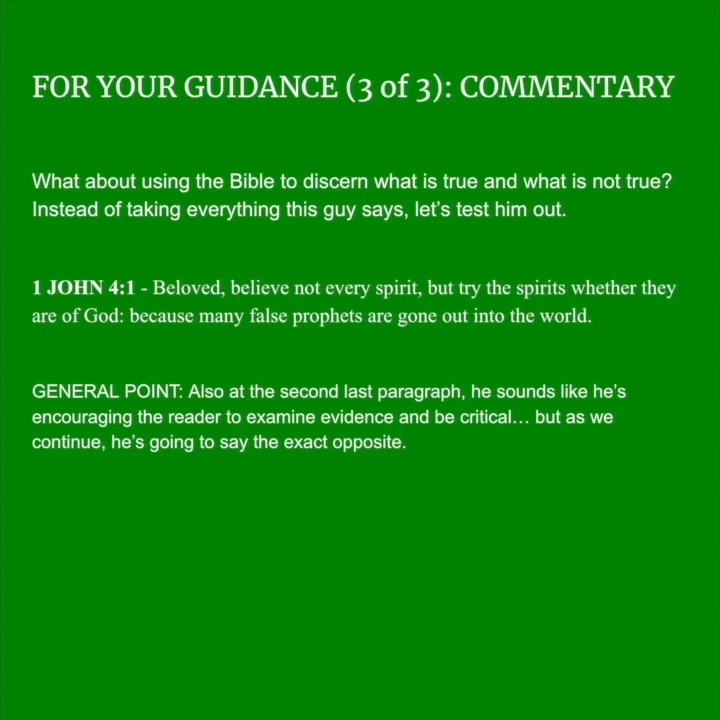 FOR YOUR GUIDANCE (3 of 3): COMMENTARY
What about using the Bible to discern what is true and what is not true?
Instead of taking everything this guy says, let’s test him out.
1 JOHN 4:1 - Beloved, believe not every spirit, but try the spirits whether they
are of God: because many false prophets are gone out into the world.
GENERAL POINT: Also at the second last paragraph, he sounds like he’s
encouraging the reader to examine evidence and be critical… but as we
continue, he’s going to say the exact opposite.